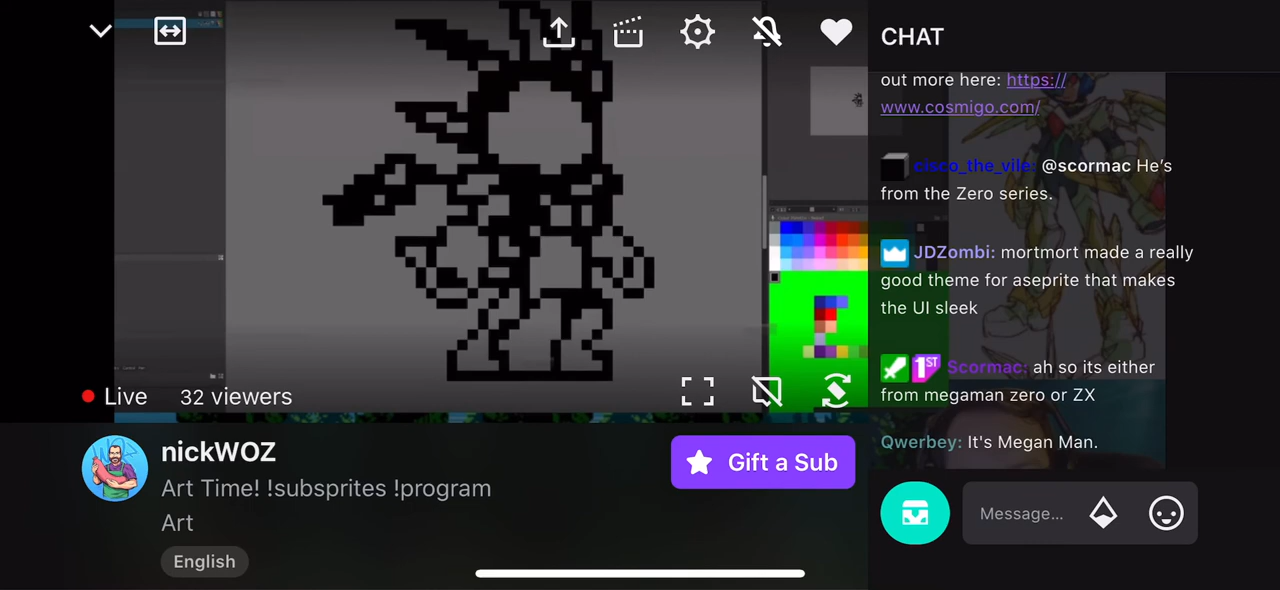 CHAT
out more here: https://
www.cosmigo.com/
cisco_the_vile: @scormac He's
from the Zero series.
JDZombi: mortmort made a really
good theme for aseprite that makes
the UI sleek
1ST Scormac: ah so its either
from megaman zero or ZX
Qwerbey: It's Megan Man.
Message...
Live 32 viewers
nickWOZ
Art Time! !subsprites !program
Art
English
Gift a Sub